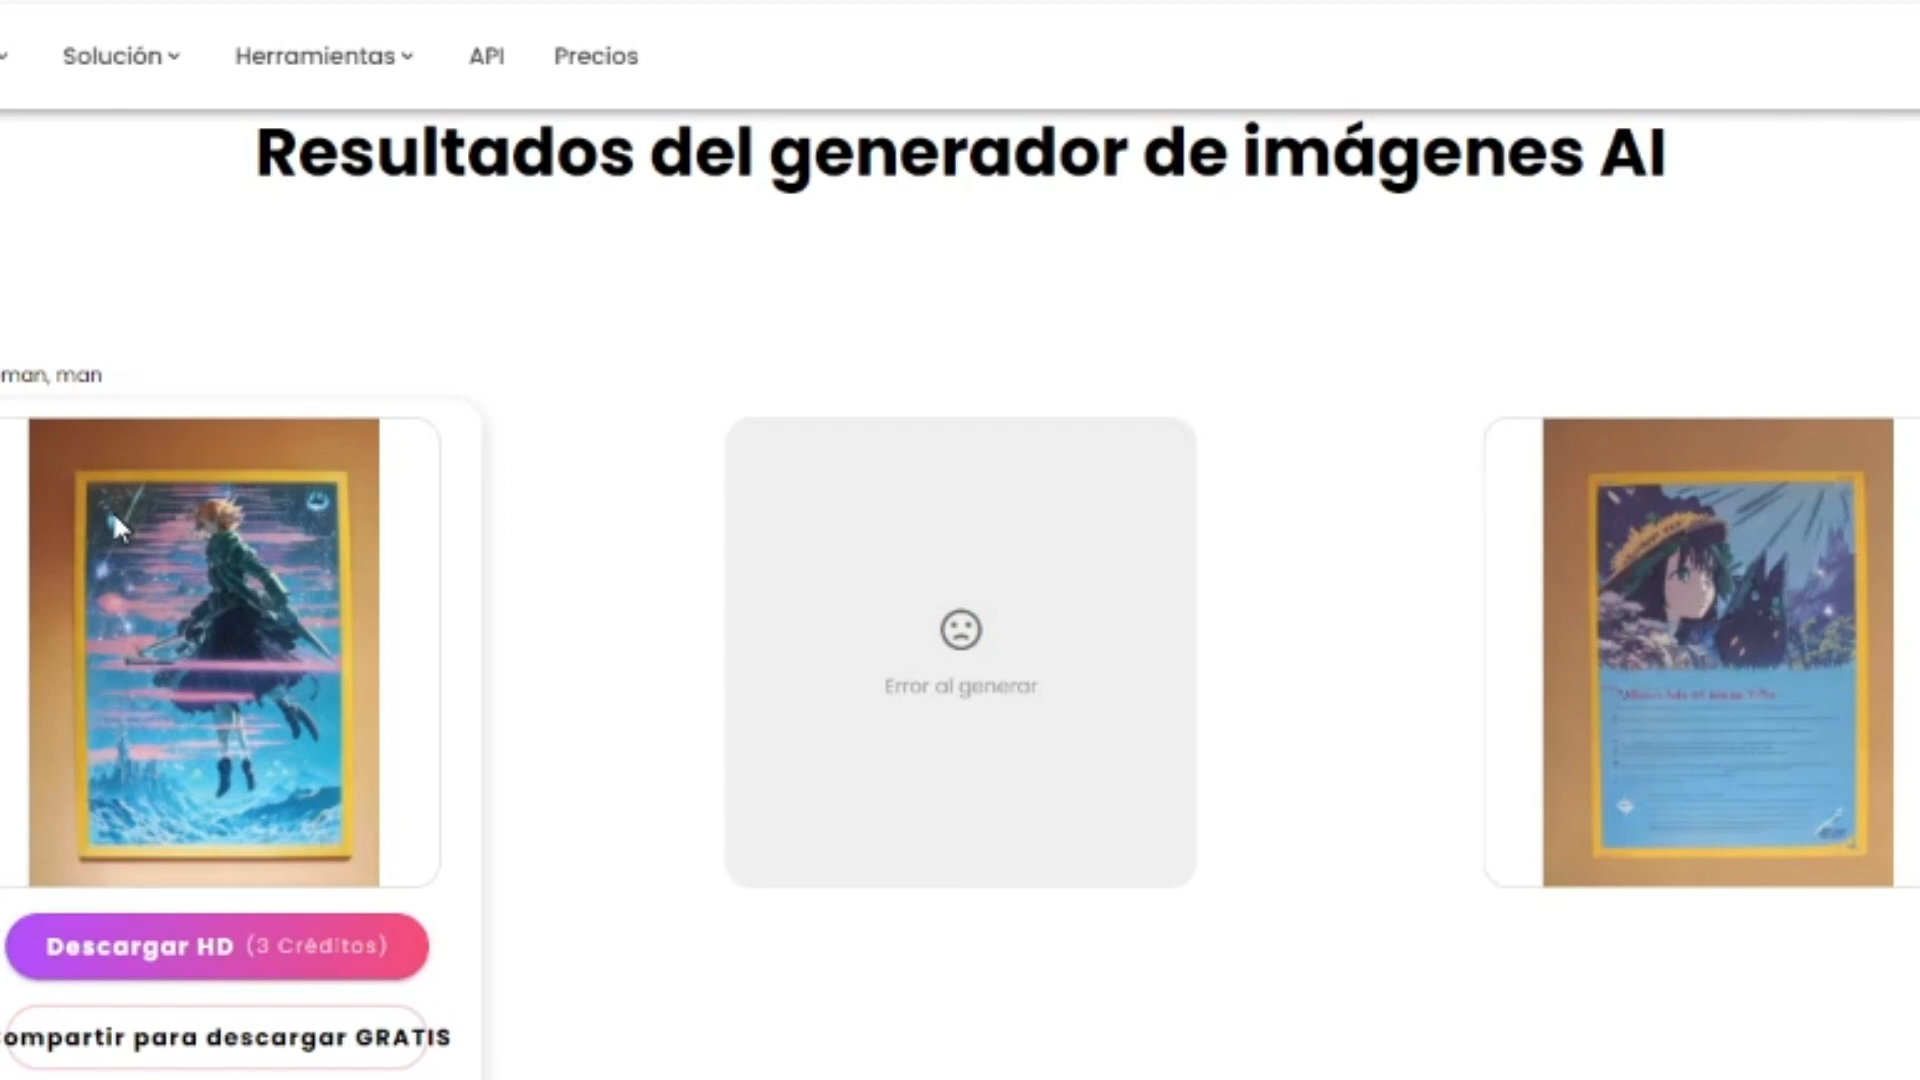 Solución
Herramientas
API
Precios
Resultados del generador de imágenes AI
man, man
Error al generar
Descargar HD (3 Créditos)
ompartir para descargar GRATIS